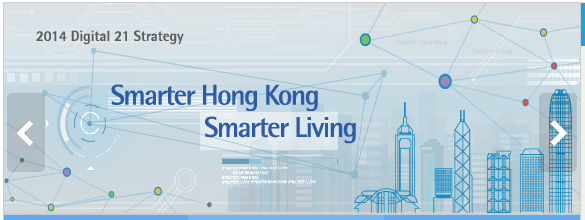 2014 Digital 21 Strategy
Smarter Hong Kong
Smarter Living